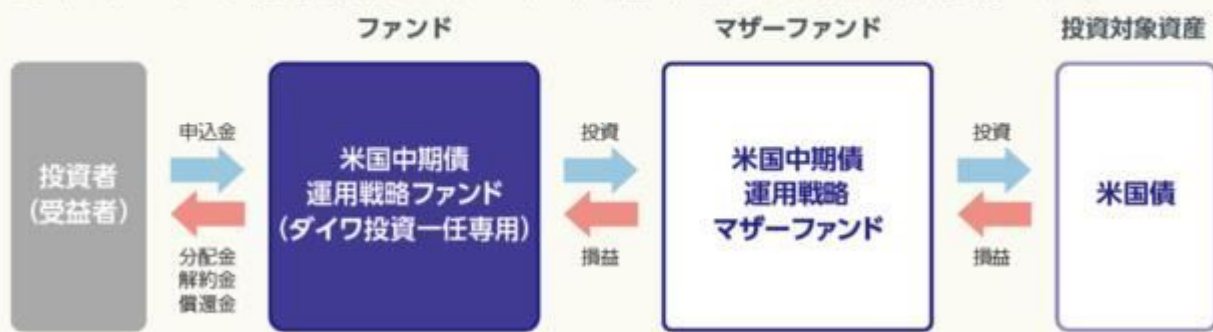 ファンド
マザーファンド
投資対象資産
投資者
(受益者)
申込金
分配金
解約金
償還金
米国中期債
運用戦略ファンド
(ダイワ投資一任専用)
投資
損益
米国中期債
運用戦略
マザーファンド
投資
損益
米国債